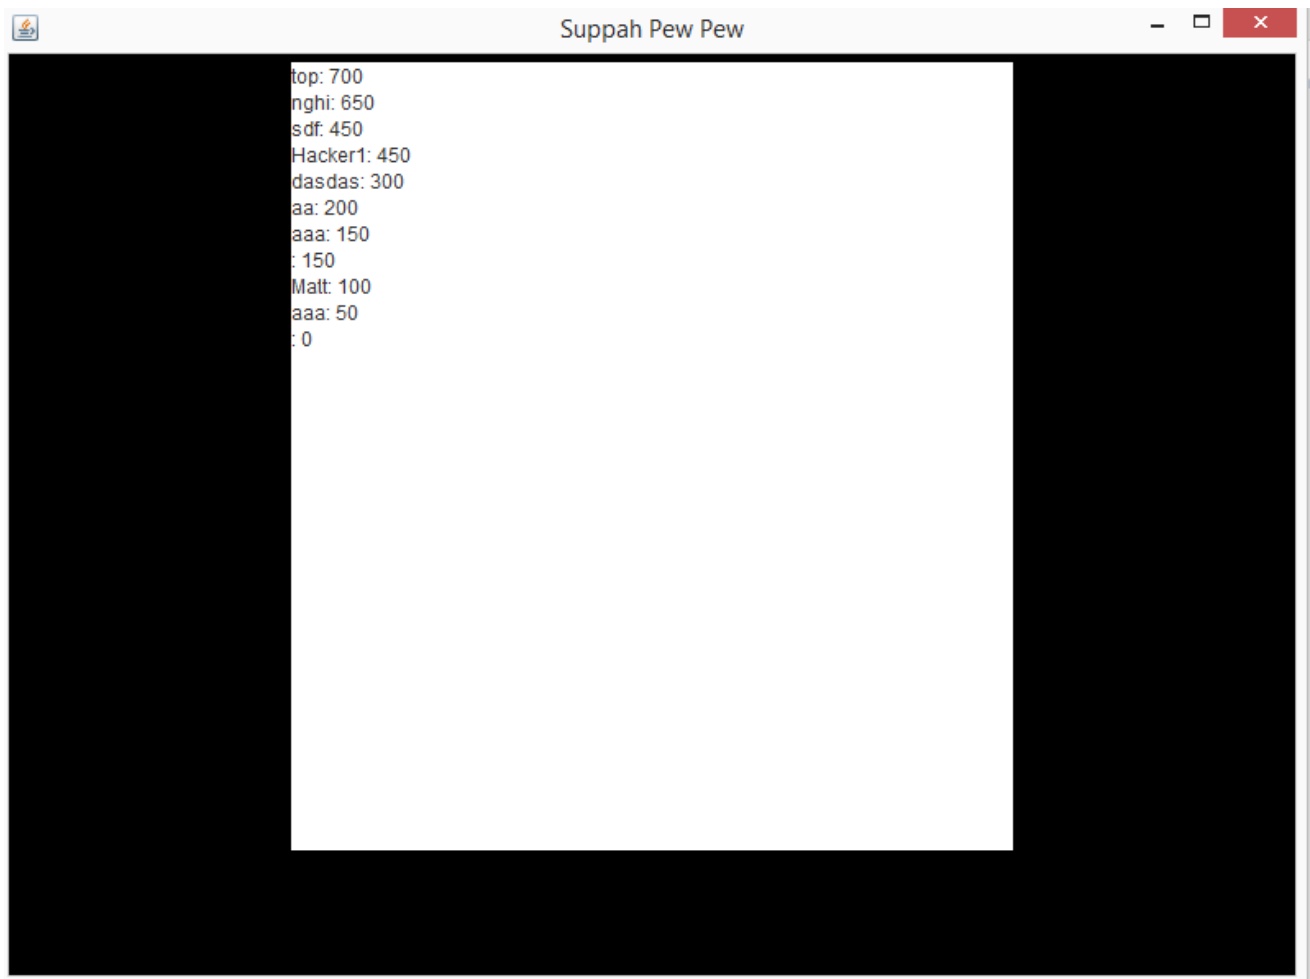 Suppah Pew Pew
top: 700
nghi: 650
sdf: 450
Hacker1: 450
dasdas: 300
aa: 200
aaa: 150
: 150
Matt: 100
aaa: 50
: 0